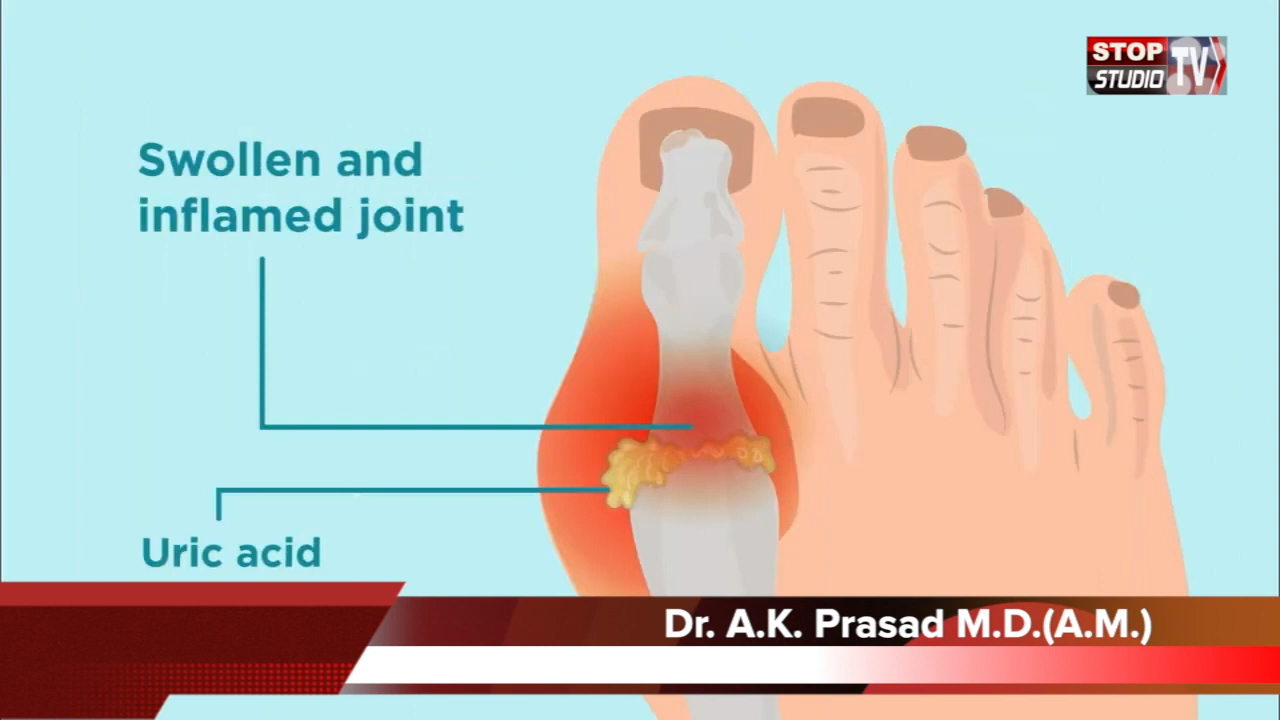 STOP
STUDIO TV
Swollen and
inflamed joint
Uric acid
Dr. A.K. Prasad M.D.(A.M.)